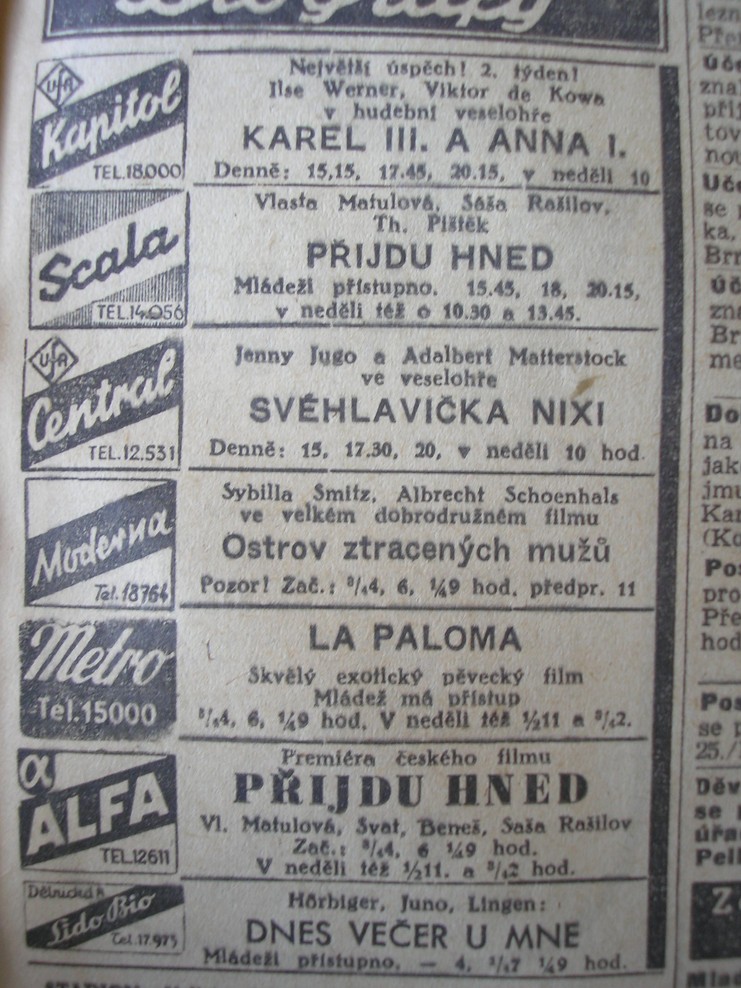 Biografy
UFA
Kapitol
TEL.18.000
Největší úspěch! 2. týden!
Ilse Werner, Viktor de Kowa
v hudební veselohře
KAREL III. A ANNA I.
Denně: 15,15, 17.45, 20.15, v neděli 10
Scala
TEL.14.056
Vlasta Matulová, Sáša Rašilov,
Th. Pištěk
PŘIJDU HNED
Mládeži přístupno. 15.45, 18, 20.15,
v neděli též o 10.30 a 13.45.
UFA
Central
TEL.12.531
Jenny Jugo a Adalbert Matterstock
ve veselohře
SVÉHLAVIČKA NIXI
Denně: 15, 17.30, 20, v neděli 10 hod.
Moderna
Tel.18764
Sybilla Smitz, Albrecht Schoenhals
ve velkém dobrodružném filmu
Ostrov ztracených mužů
Pozor! Zač.: ¾4, 6, ¼9 hod. předpr. 11
Metro
Tel.15000
LA PALOMA
Skvělý exotický pěvecký film
Mládež má přístup
¾4, 6, ¼9 hod. V neděli též ½11 a ¾2.
α
ALFA
TEL.12611
Premiéra českého filmu
PŘIJDU HNED
Vl. Matulová, Svat, Beneš, Saša Rašilov
Zač.: ¾4, 6 ¼9 hod.
V neděli též ½11. a ¾2 hod.
Dělnická
Lido Bio
Tel.17.975
Hörbiger, Juno, Lingen:
DNES VEČER U MNE
Mládeži přístupno, — 4, ¼7 ¼9 hod.